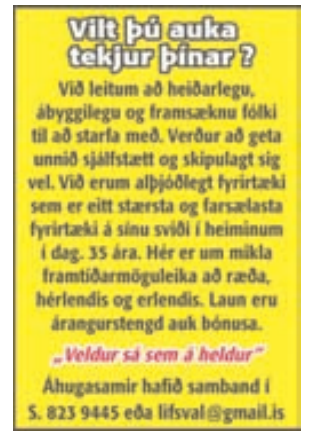 Vilt þú auka
tekjur þínar ?
Við leitum að heiðarlegu,
ábyggilegu og framsæknu fólki
til að starfa með. Verður að geta
unnið sjálfstætt og skipulagt sig
vel. Við erum alþjóðlegt fyrirtæki
sem er eitt stærsta og farsælasta
fyrirtæki á sínu sviði í heiminum
í dag. 35 ára. Hér er um mikla
framtíðarmöguleika að ræða,
hérlendis og erlendis. Laun eru
árangurstengd auk bónusa.
„Veldur sá sem á heldur“
Áhugasamir hafið samband í
S. 823 9445 eða lifsval@gmail.is